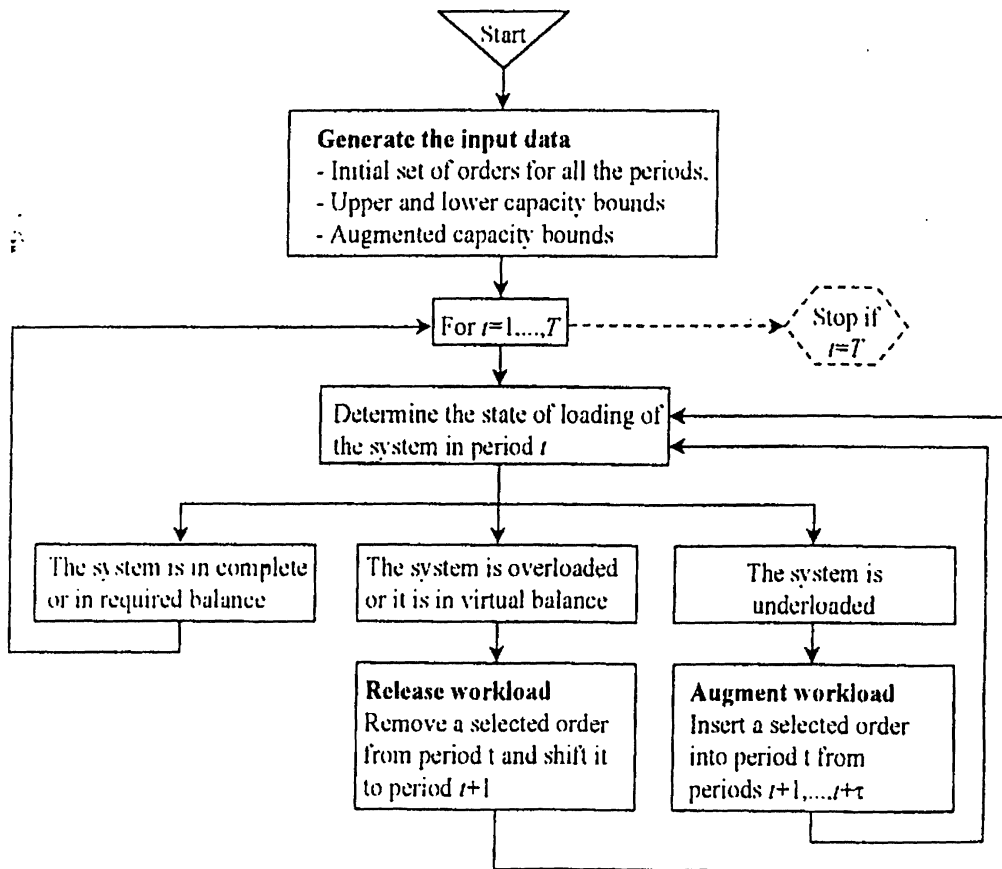 Start
Generate the input data
- Initial set of orders for all the periods.
- Upper and lower capacity bounds
- Augmented capacity bounds
For t=1,...,T
Stop if
t=T
Determine the state of loading of
the system in period t
The system is in complete
or in required balance
The system is overloaded
or it is in virtual balance
The system is
underloaded
Release workload
Remove a selected order
from period t and shift it
to period t+1
Augment workload
Insert a selected order
into period t from
periods t+1,...,t+τ